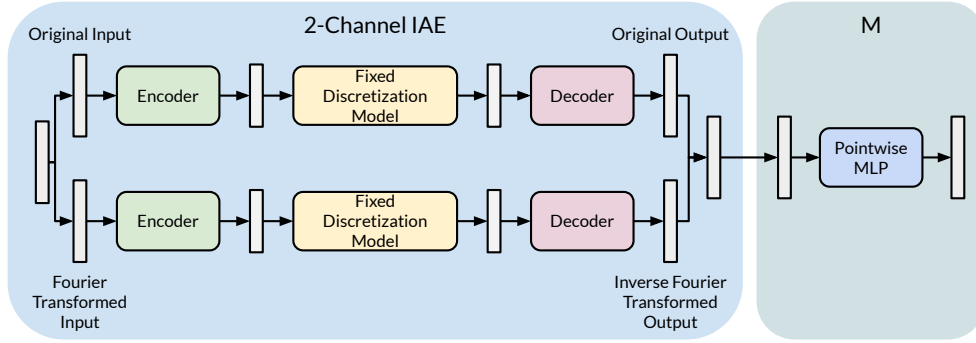 2-Channel IAE
M
Original Input
Original Output
Encoder
Fixed
Discretization
Model
Decoder
Pointwise
MLP
Encoder
Fixed
Discretization
Model
Decoder
Fourier
Transformed
Input
Inverse Fourier
Transformed
Output